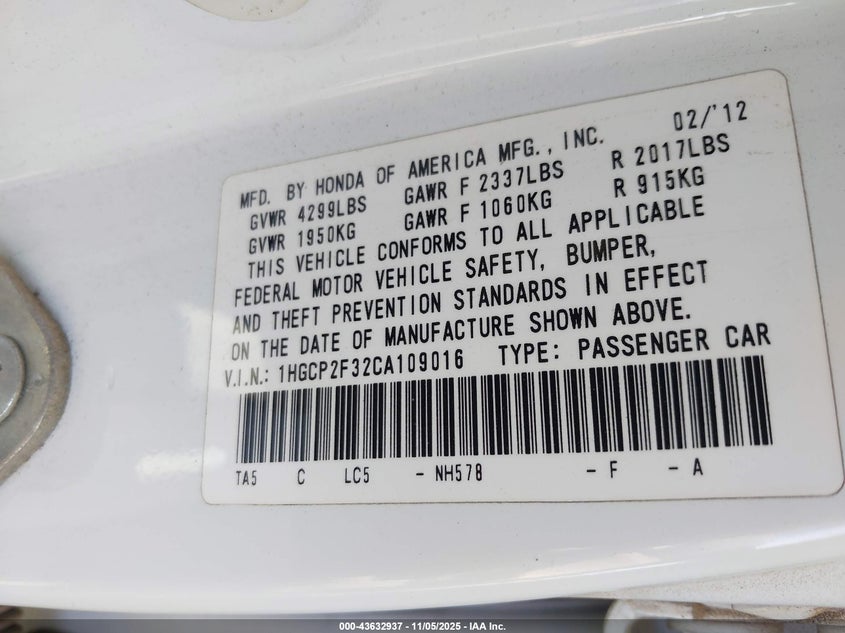 MFD. BY HONDA OF AMERICA MFG., INC. 02/'12
GVWR 4299LBS GAWR F 2337LBS R 2017LBS
GVWR 1950KG GAWR F 1060KG R 915KG
THIS VEHICLE CONFORMS TO ALL APPLICABLE
FEDERAL MOTOR VEHICLE SAFETY, BUMPER,
AND THEFT PREVENTION STANDARDS IN EFFECT
ON THE DATE OF MANUFACTURE SHOWN ABOVE.
V.I.N.: 1HGCP2F32CA109016 TYPE: PASSENGER CAR
TA5 C LC5 - NH578 - F - A
000-43632937 - 11/05/2025 - IAA Inc.